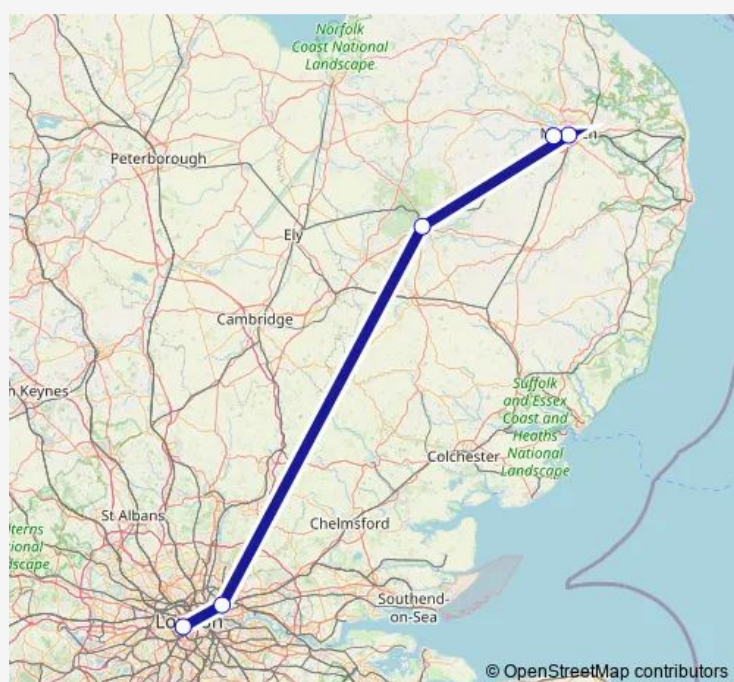 Norfolk
Coast National
Landscape
Peterborough
Ely
Cambridge
Keynes
Suffolk
and Essex
Coast and
Heaths
National
Landscape
Colchester
St Albans
Chelmsford
Southend-
on-Sea
© OpenStreetMap contributors